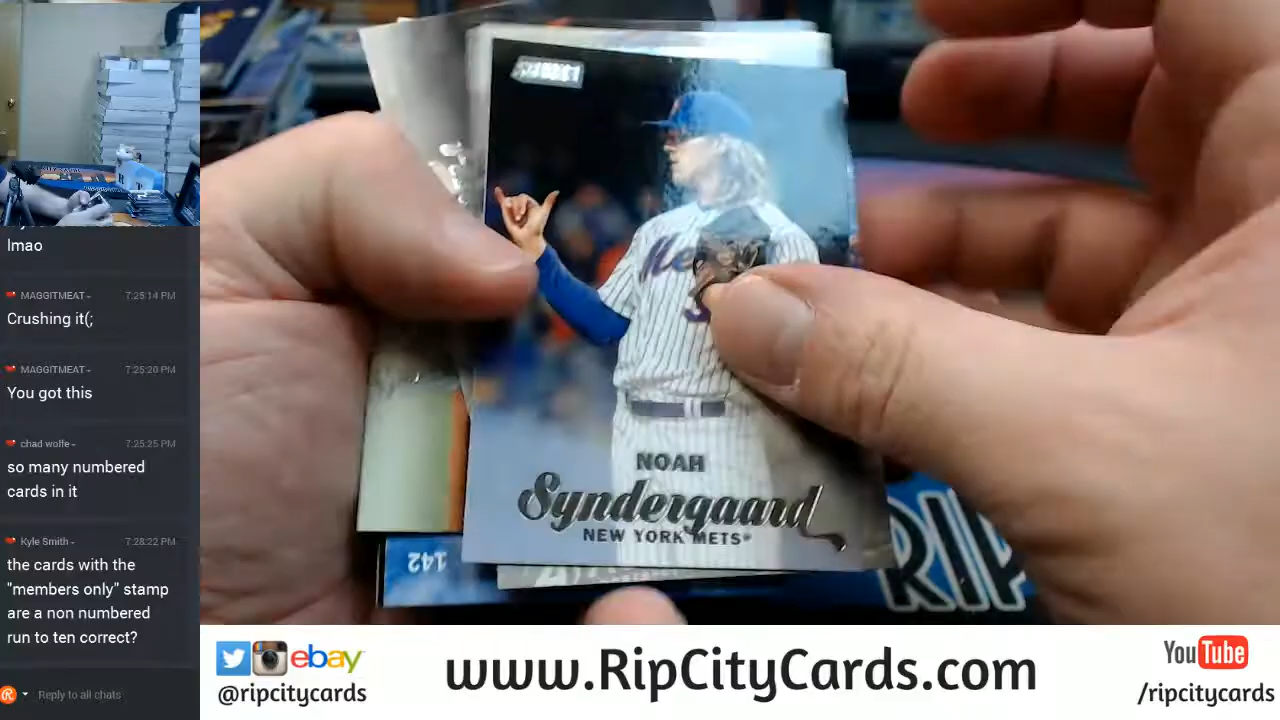 lmao
MAGGITMEAT
7:25:14 PM
Crushing it(;
MAGGITMEAT
7:25:20 PM
You got this
chad wolfe
7:25:25 PM
so many numbered
cards in it
Kyle Smith
7:28:22 PM
the cards with the
"members only" stamp
are a non numbered
run to ten correct?
Reply to all chats
NOAH
Syndergaard
NEW YORK METS®
142
RIP
ebay
@ripcitycards
www.RipCityCards.com
YouTube
/ripcitycards